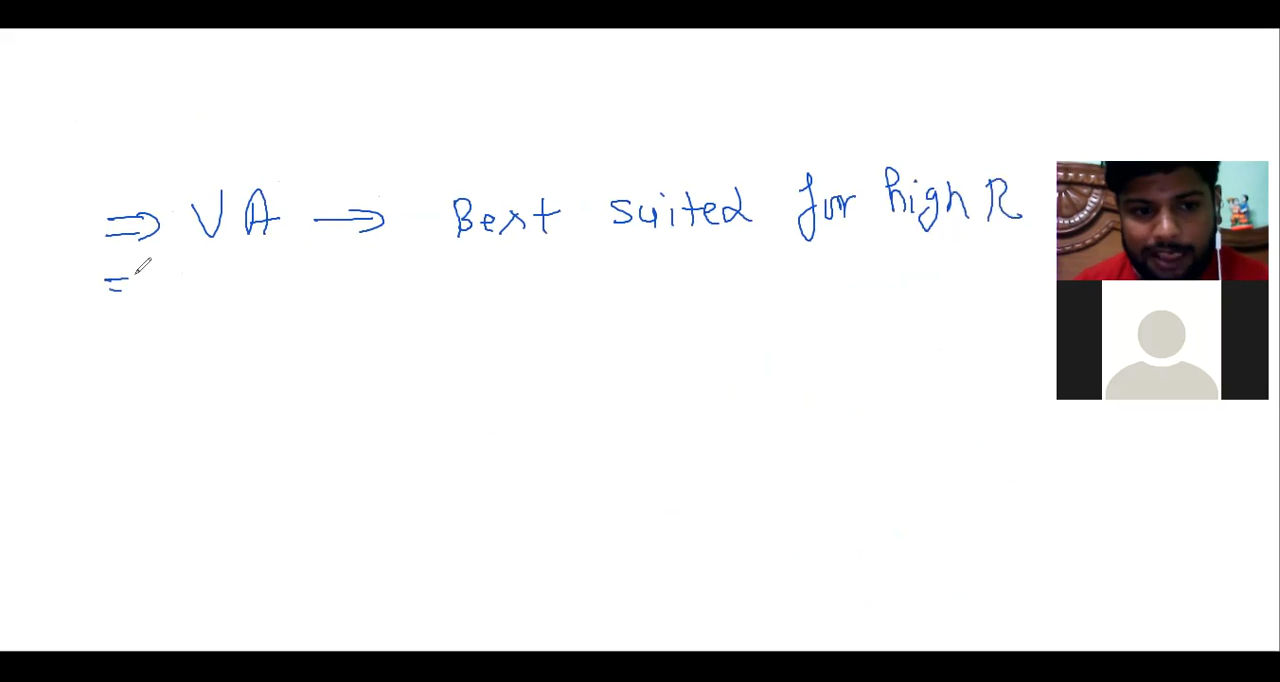 ⇒ VA → Best suited for high R
=